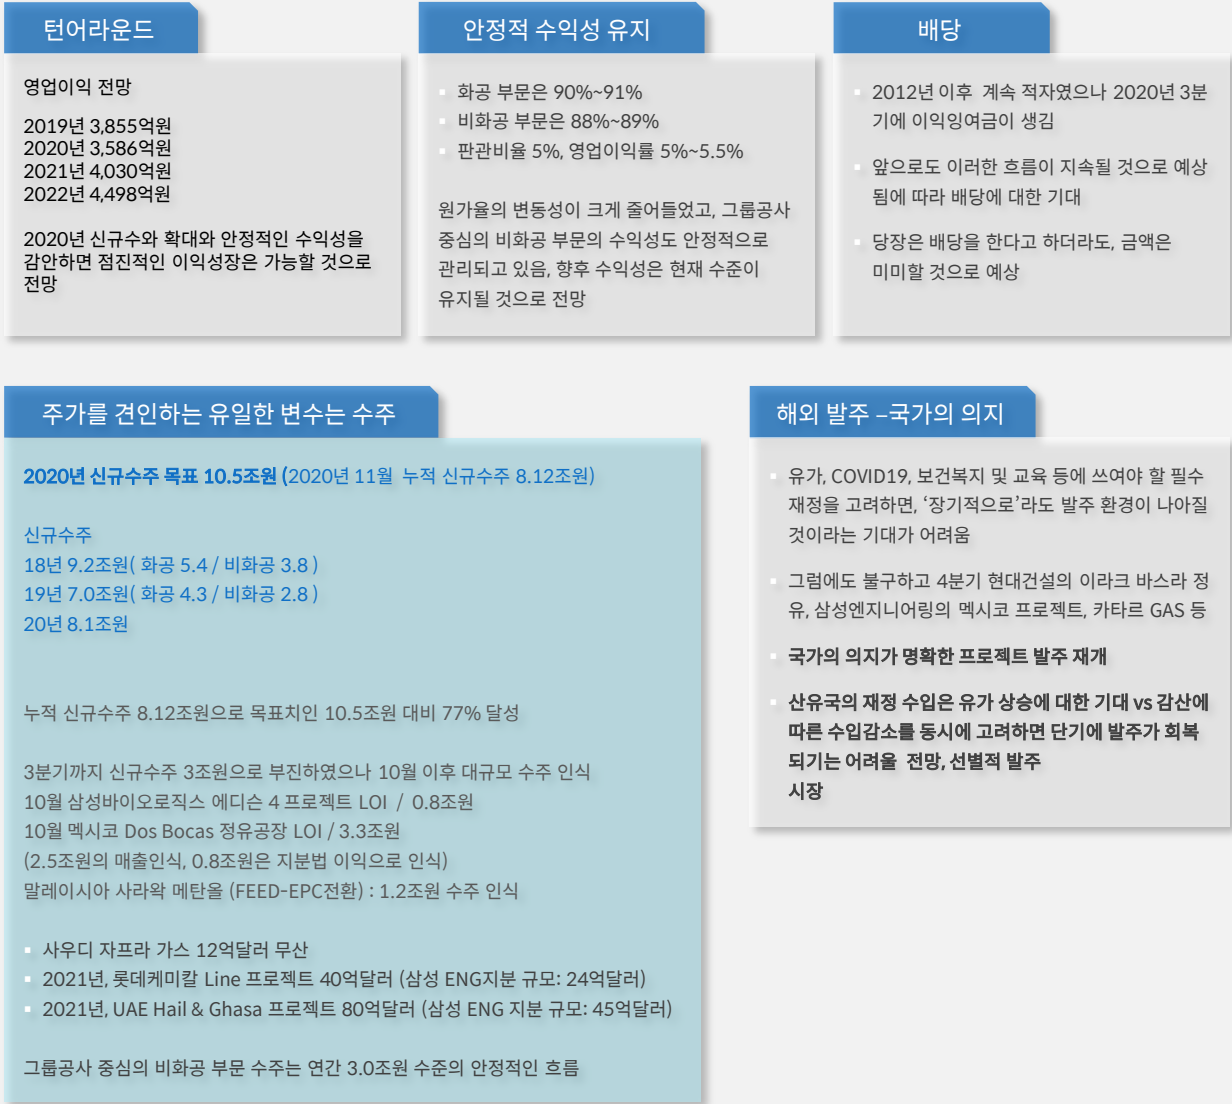 턴어라운드
영업이익 전망
2019년 3,855억원
2020년 3,586억원
2021년 4,030억원
2022년 4,498억원
2020년 신규수와 확대와 안정적인 수익성을
감안하면 점진적인 이익성장은 가능할 것으로
전망
안정적 수익성 유지
▪ 화공 부문은 90%~91%
▪ 비화공 부문은 88%~89%
▪ 판관비율 5%, 영업이익률 5%~5.5%
원가율의 변동성이 크게 줄어들었고, 그룹공사
중심의 비화공 부문의 수익성도 안정적으로
관리되고 있음, 향후 수익성은 현재 수준이
유지될 것으로 전망
배당
▪ 2012년 이후 계속 적자였으나 2020년 3분
기에 이익잉여금이 생김
▪ 앞으로도 이러한 흐름이 지속될 것으로 예상
됨에 따라 배당에 대한 기대
▪ 당장은 배당을 한다고 하더라도, 금액은
미미할 것으로 예상
주가를 견인하는 유일한 변수는 수주
2020년 신규수주 목표 10.5조원 (2020년 11월 누적 신규수주 8.12조원)
신규수주
18년 9.2조원( 화공 5.4 / 비화공 3.8 )
19년 7.0조원( 화공 4.3 / 비화공 2.8 )
20년 8.1조원
누적 신규수주 8.12조원으로 목표치인 10.5조원 대비 77% 달성
3분기까지 신규수주 3조원으로 부진하였으나 10월 이후 대규모 수주 인식
10월 삼성바이오로직스 에디슨 4 프로젝트 LOI / 0.8조원
10월 멕시코 Dos Bocas 정유공장 LOI / 3.3조원
(2.5조원의 매출인식, 0.8조원은 지분법 이익으로 인식)
말레이시아 사라왁 메탄올 (FEED-EPC전환) : 1.2조원 수주 인식
▪ 사우디 자프라 가스 12억달러 무산
▪ 2021년, 롯데케미칼 Line 프로젝트 40억달러 (삼성 ENG지분 규모: 24억달러)
▪ 2021년, UAE Hail & Ghasa 프로젝트 80억달러 (삼성 ENG 지분 규모: 45억달러)
그룹공사 중심의 비화공 부문 수주는 연간 3.0조원 수준의 안정적인 흐름
해외 발주 –국가의 의지
▪ 유가, COVID19, 보건복지 및 교육 등에 쓰여야 할 필수
재정을 고려하면, ‘장기적으로’라도 발주 환경이 나아질
것이라는 기대가 어려움
▪ 그럼에도 불구하고 4분기 현대건설의 이라크 바스라 정
유, 삼성엔지니어링의 멕시코 프로젝트, 카타르 GAS 등
▪ 국가의 의지가 명확한 프로젝트 발주 재개
▪ 산유국의 재정 수입은 유가 상승에 대한 기대 vs 감산에
따른 수입감소를 동시에 고려하면 단기에 발주가 회복
되기는 어려울 전망, 선별적 발주
시장